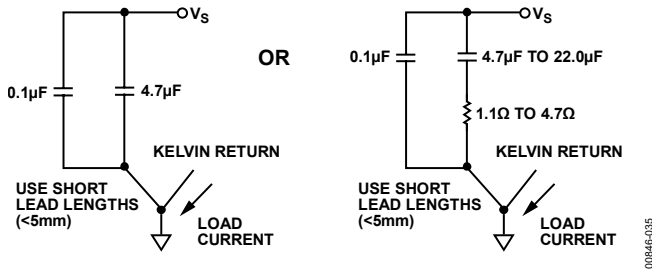 VS
0.1µF
4.7µF
KELVIN RETURN
USE SHORT
LEAD LENGTHS
(<5mm)
LOAD
CURRENT
OR
VS
0.1µF
4.7µF TO 22.0µF
1.1Ω TO 4.7Ω
KELVIN RETURN
USE SHORT
LEAD LENGTHS
(<5mm)
LOAD
CURRENT
00846-035